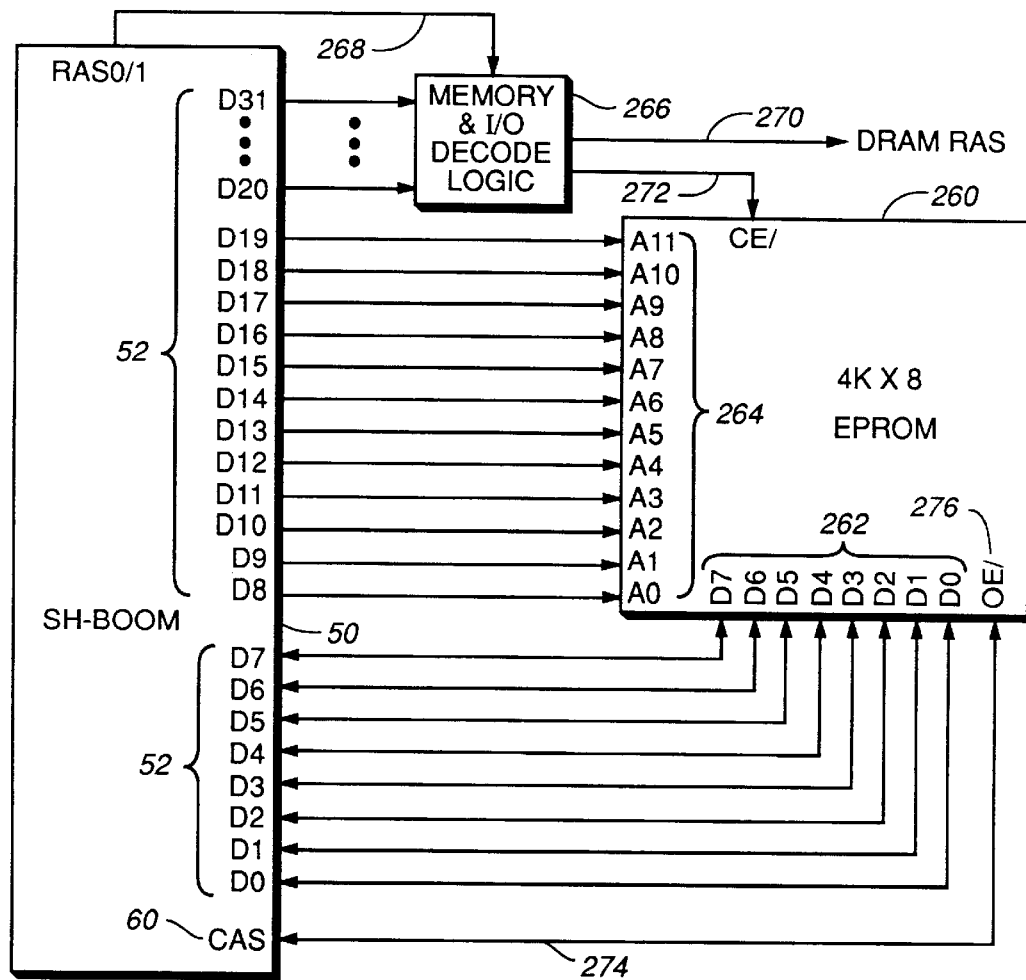 268
RAS0/1
D31
D20
MEMORY
& I/O
DECODE
LOGIC
266
270
DRAM RAS
272
260
CE/
D19
D18
D17
D16
D15
D14
D13
D12
D11
D10
D9
D8
52
A11
A10
A9
A8
A7
A6
A5
A4
A3
A2
A1
A0
264
4K X 8
EPROM
262
276
D7 D6 D5 D4 D3 D2 D1 D0 OE/
SH-BOOM
50
D7
D6
D5
D4
D3
D2
D1
D0
52
60
CAS
274